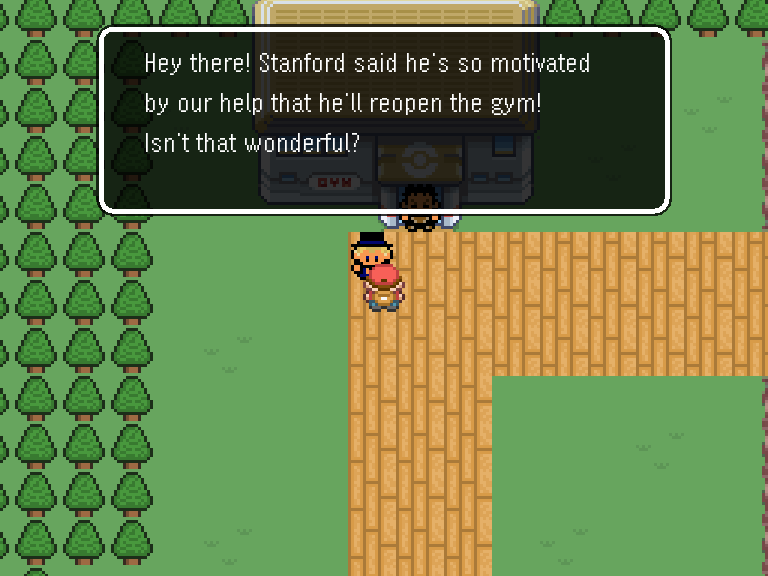 Hey there! Stanford said he's so motivated
by our help that he'll reopen the gym!
Isn't that wonderful?
GYM